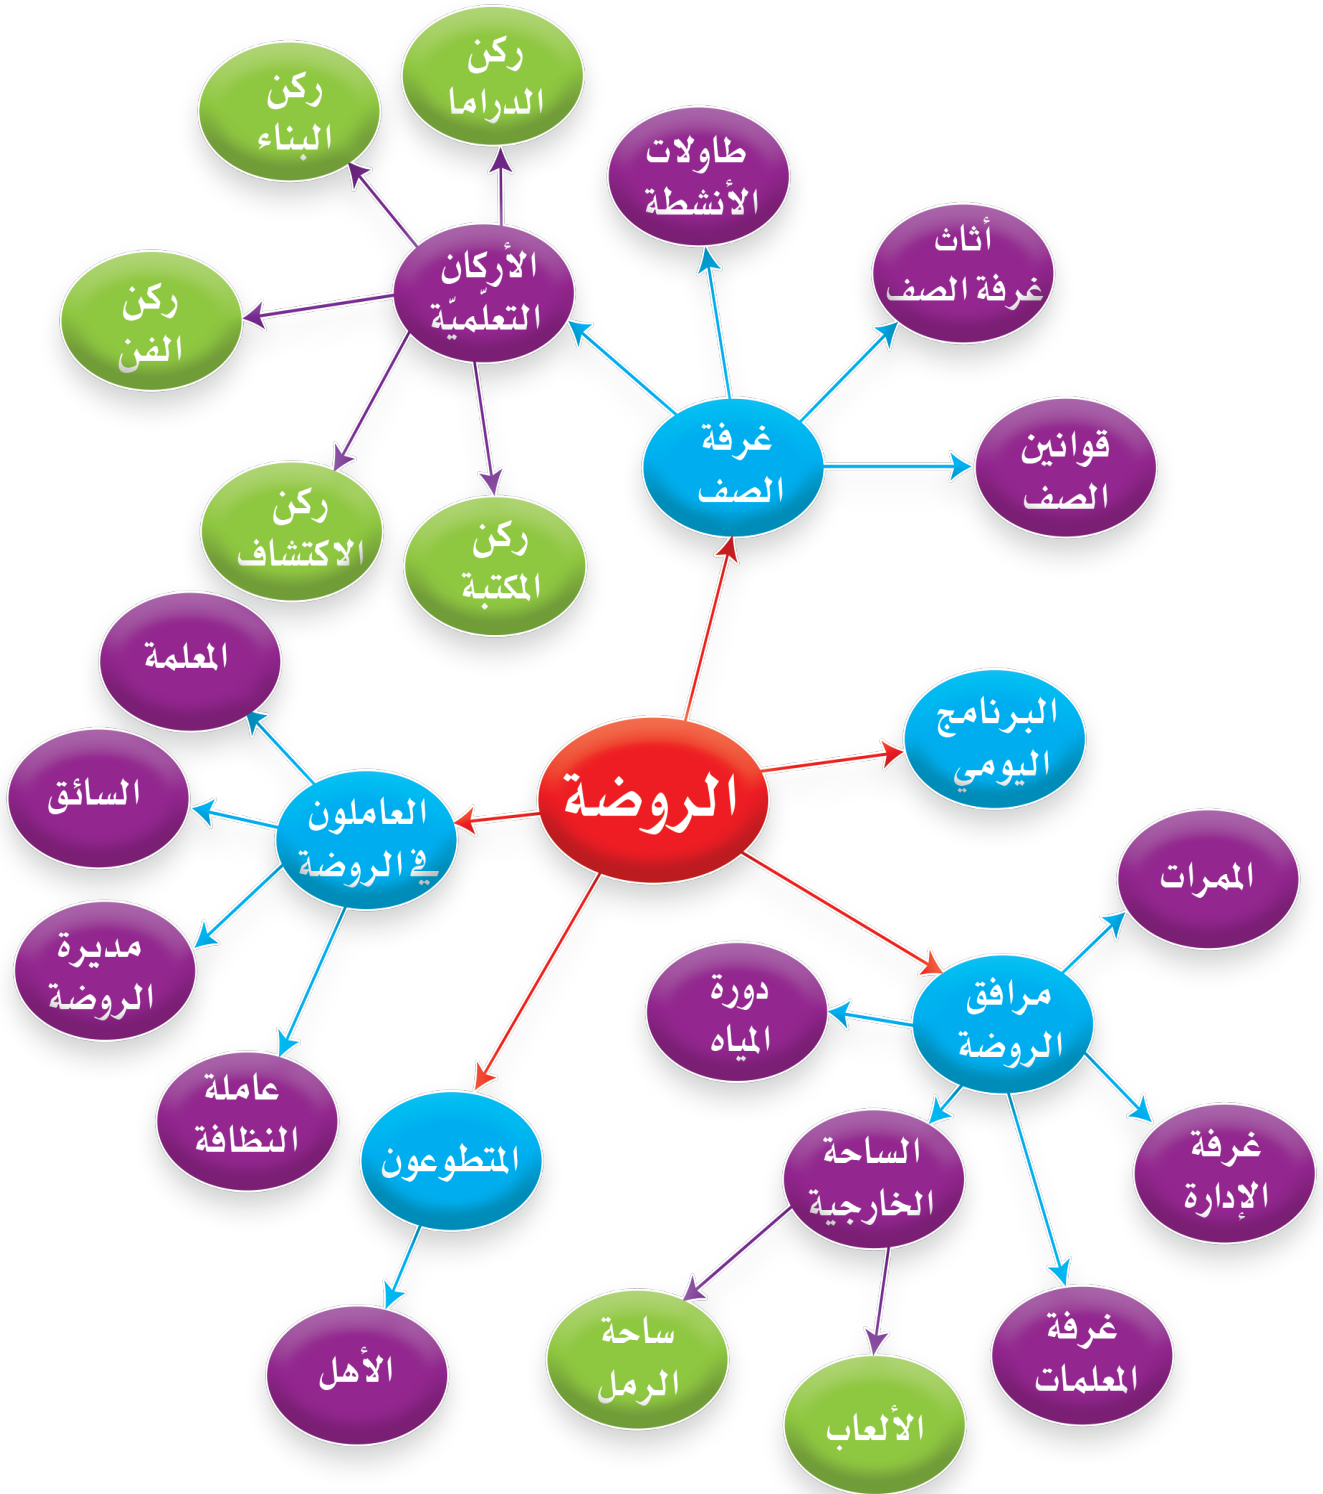 ركن
الدراما
ركن
البناء
طاولات
الأنشطة
أثاث
غرفة الصف
الأركان
التعلّميّة
ركن
الفن
غرفة
الصف
قوانين
الصف
ركن
الاكتشاف
ركن
المكتبة
المعلمة
البرنامج
اليومي
السائق
الروضة
العاملون
في الروضة
الممرات
مديرة
الروضة
دورة
المياه
مرافق
الروضة
عاملة
النظافة
المتطوعون
الساحة
الخارجية
غرفة
الإدارة
ساحة
الرمل
غرفة
المعلمات
الأهل
الألعاب